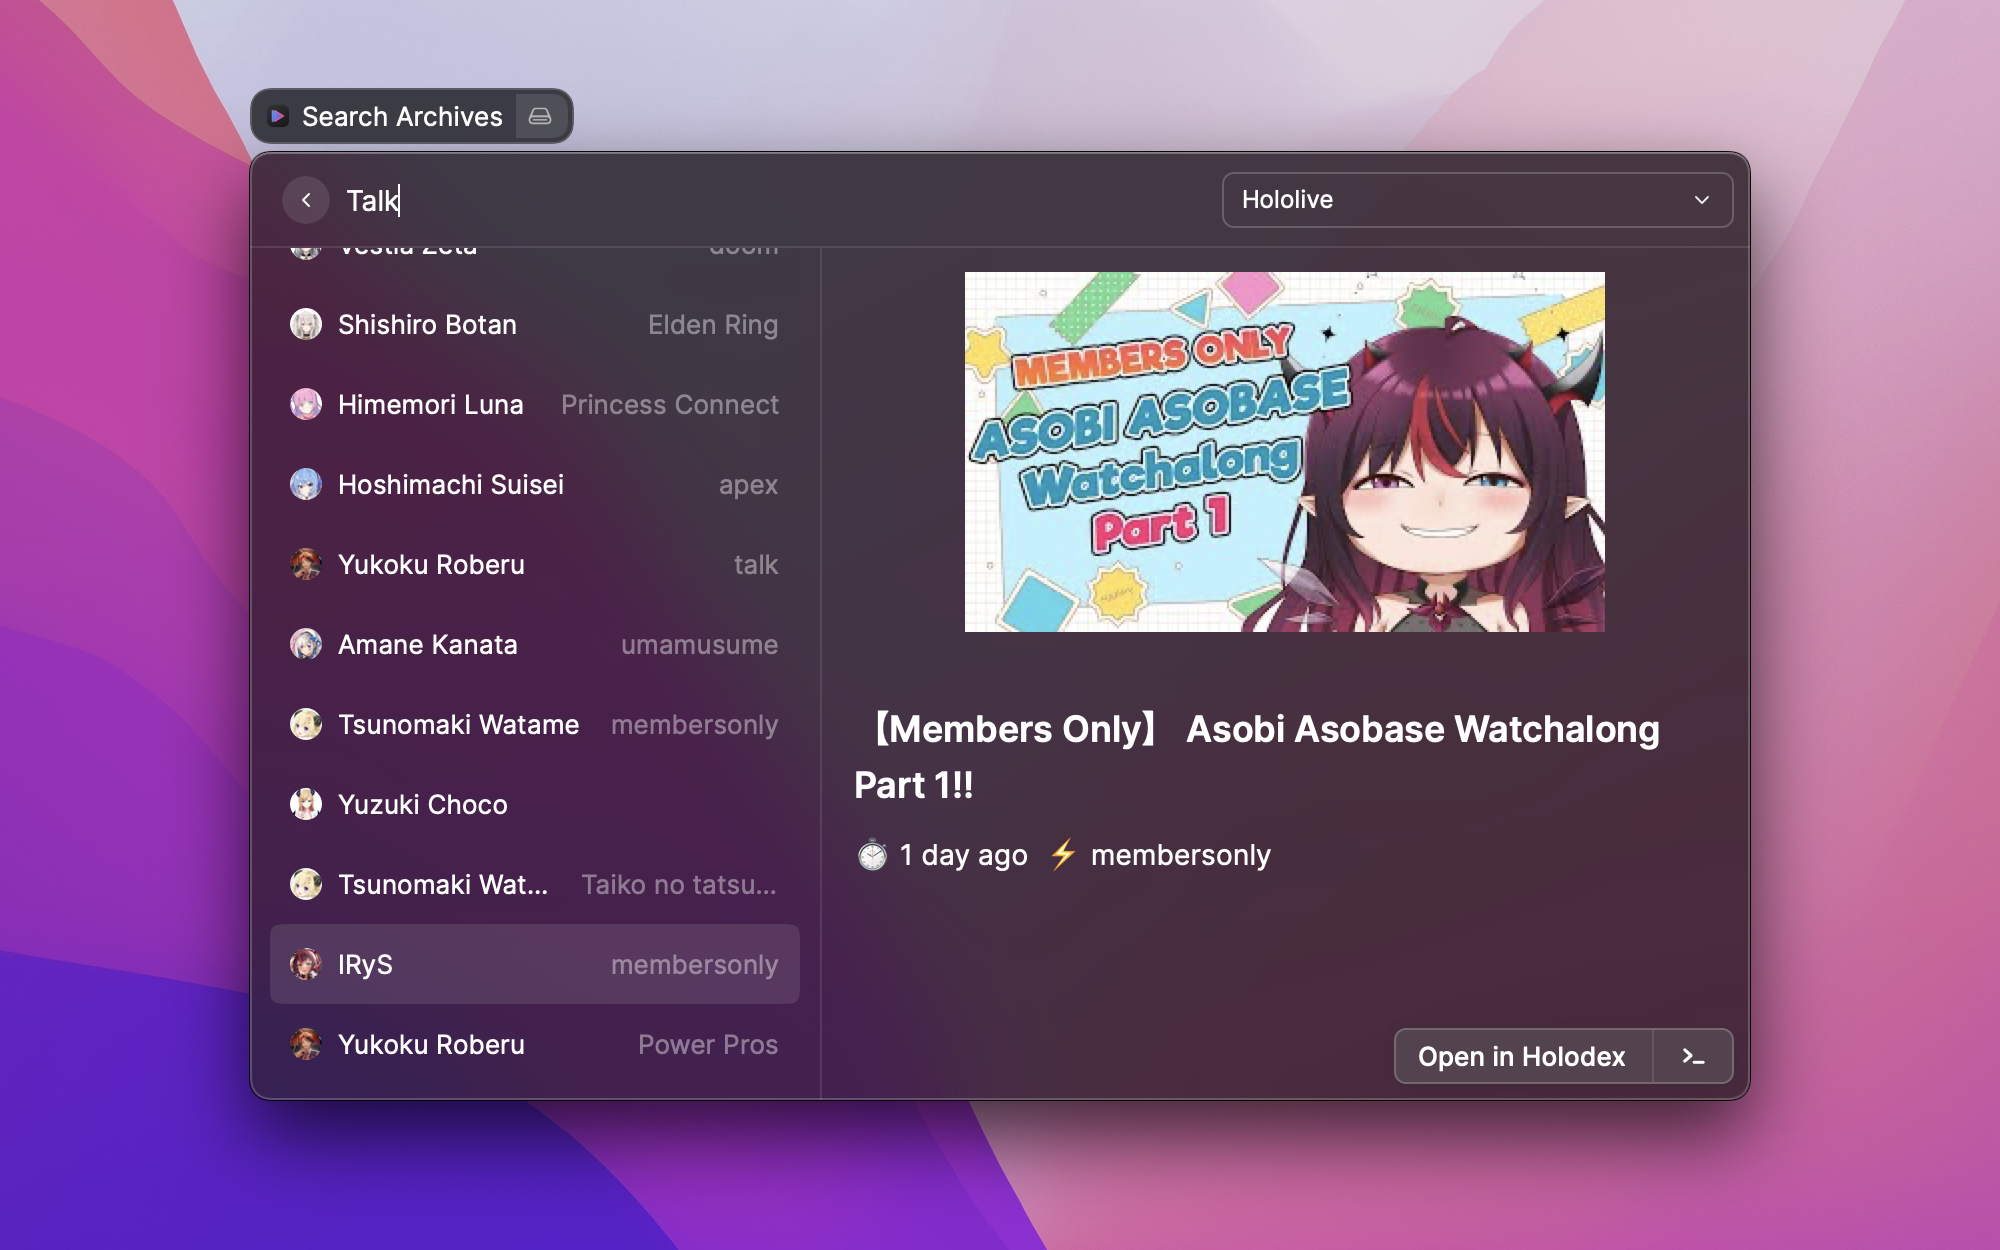 Search Archives
Talk
Hololive
Vestia Zeta doom
Shishiro Botan Elden Ring
Himemori Luna Princess Connect
Hoshimachi Suisei apex
Yukoku Roberu talk
Amane Kanata umamusume
Tsunomaki Watame membersonly
Yuzuki Choco
Tsunomaki Wat... Taiko no tatsu...
IRyS membersonly
Yukoku Roberu Power Pros
MEMBERS ONLY
ASOBI ASOBASE
Watchalong
Part 1
HAPPY
【Members Only】 Asobi Asobase Watchalong
Part 1!!
1 day ago ⚡ membersonly
Open in Holodex